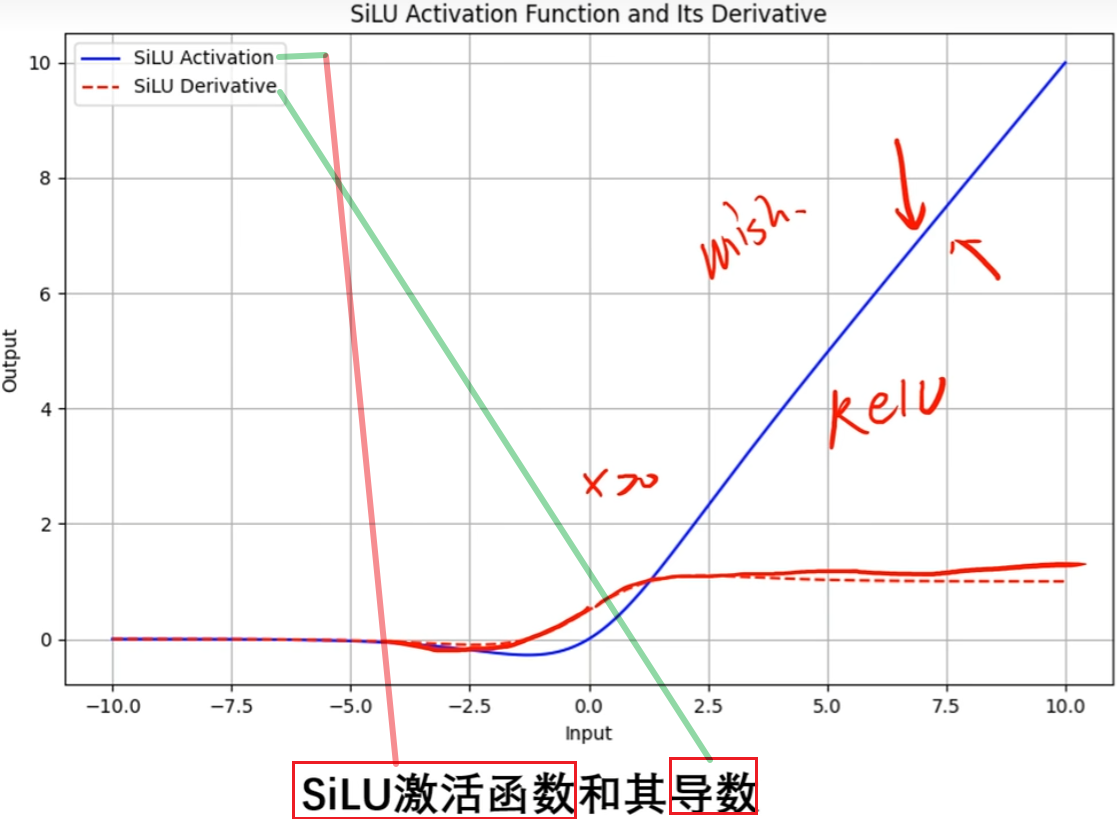 SiLU Activation Function and Its Derivative
SiLU Activation
SiLU Derivative
10
8
6
4
2
0
Output
mish-
KelU
x>0
−10.0 −7.5 −5.0 −2.5 0.0 2.5 5.0 7.5 10.0
Input
SiLU激活函数和其导数